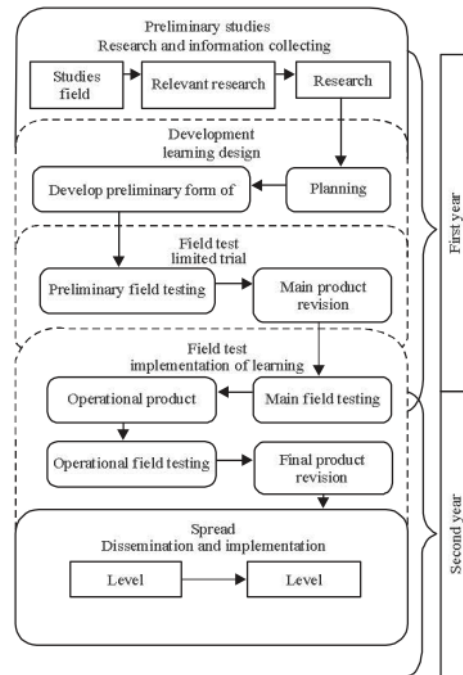 Preliminary studies
Research and information collecting
Studies
field
Relevant research
Research
Development
learning design
Planning
Develop preliminary form of
Field test
limited trial
Preliminary field testing
Main product
revision
Field test
implementation of learning
Main field testing
Operational product
Operational field testing
Final product
revision
Spread
Dissemination and implementation
Level
Level
First year
Second year